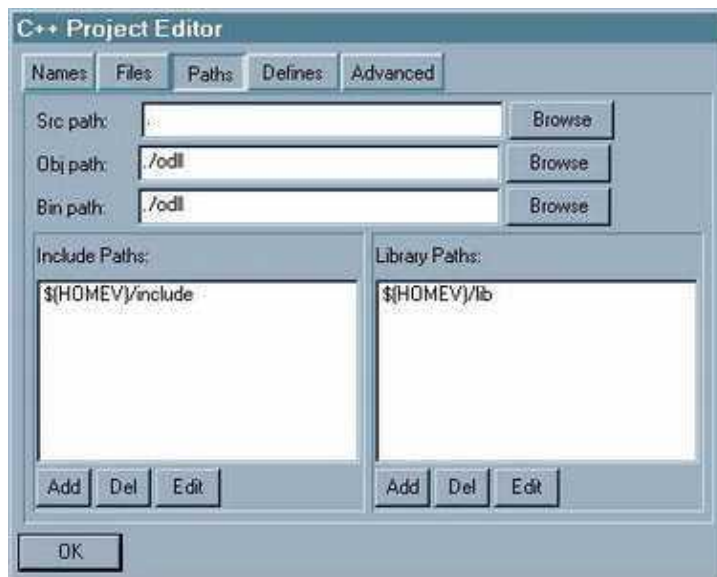 C++ Project Editor
Names Files Paths Defines Advanced
Src path: . Browse
Obj path: ./odll Browse
Bin path: ./odll Browse
Include Paths: Library Paths:
${HOMEV}/include ${HOMEV}/lib
Add Del Edit Add Del Edit
OK